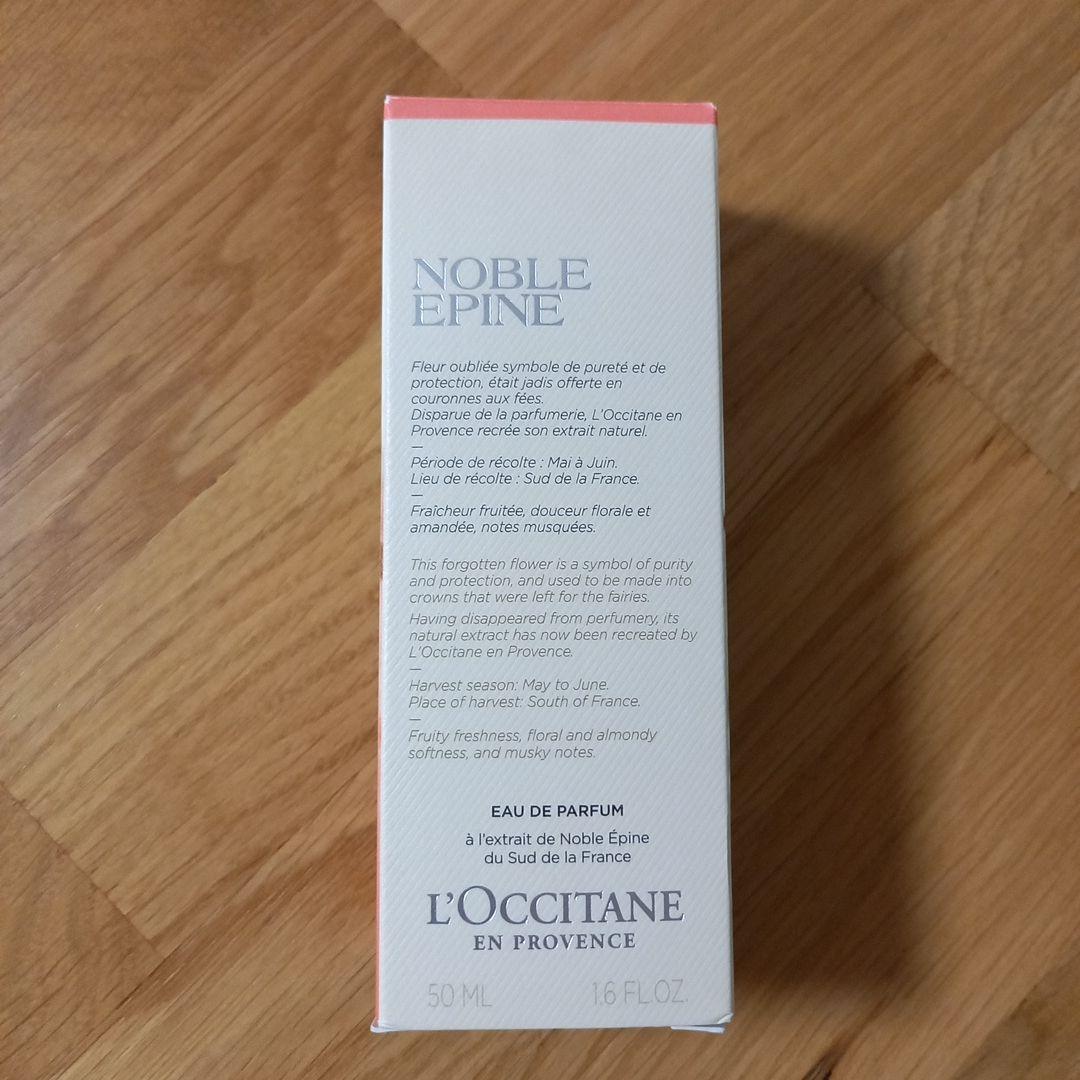 NOBLE
EPINE
Fleur oubliée symbole de pureté et de
protection, était jadis offerte en
couronnes aux fées.
Disparue de la parfumerie, L'Occitane en
Provence recrée son extrait naturel.
—
Période de récolte : Mai à Juin.
Lieu de récolte : Sud de la France.
—
Fraîcheur fruitée, douceur florale et
amandée, notes musquées.
This forgotten flower is a symbol of purity
and protection, and used to be made into
crowns that were left for the fairies.
Having disappeared from perfumery, its
natural extract has now been recreated by
L'Occitane en Provence.
—
Harvest season: May to June.
Place of harvest: South of France.
—
Fruity freshness, floral and almondy
softness, and musky notes.
EAU DE PARFUM
à l'extrait de Noble Épine
du Sud de la France
L'OCCITANE
EN PROVENCE
50 ML 1.6 FL.OZ.